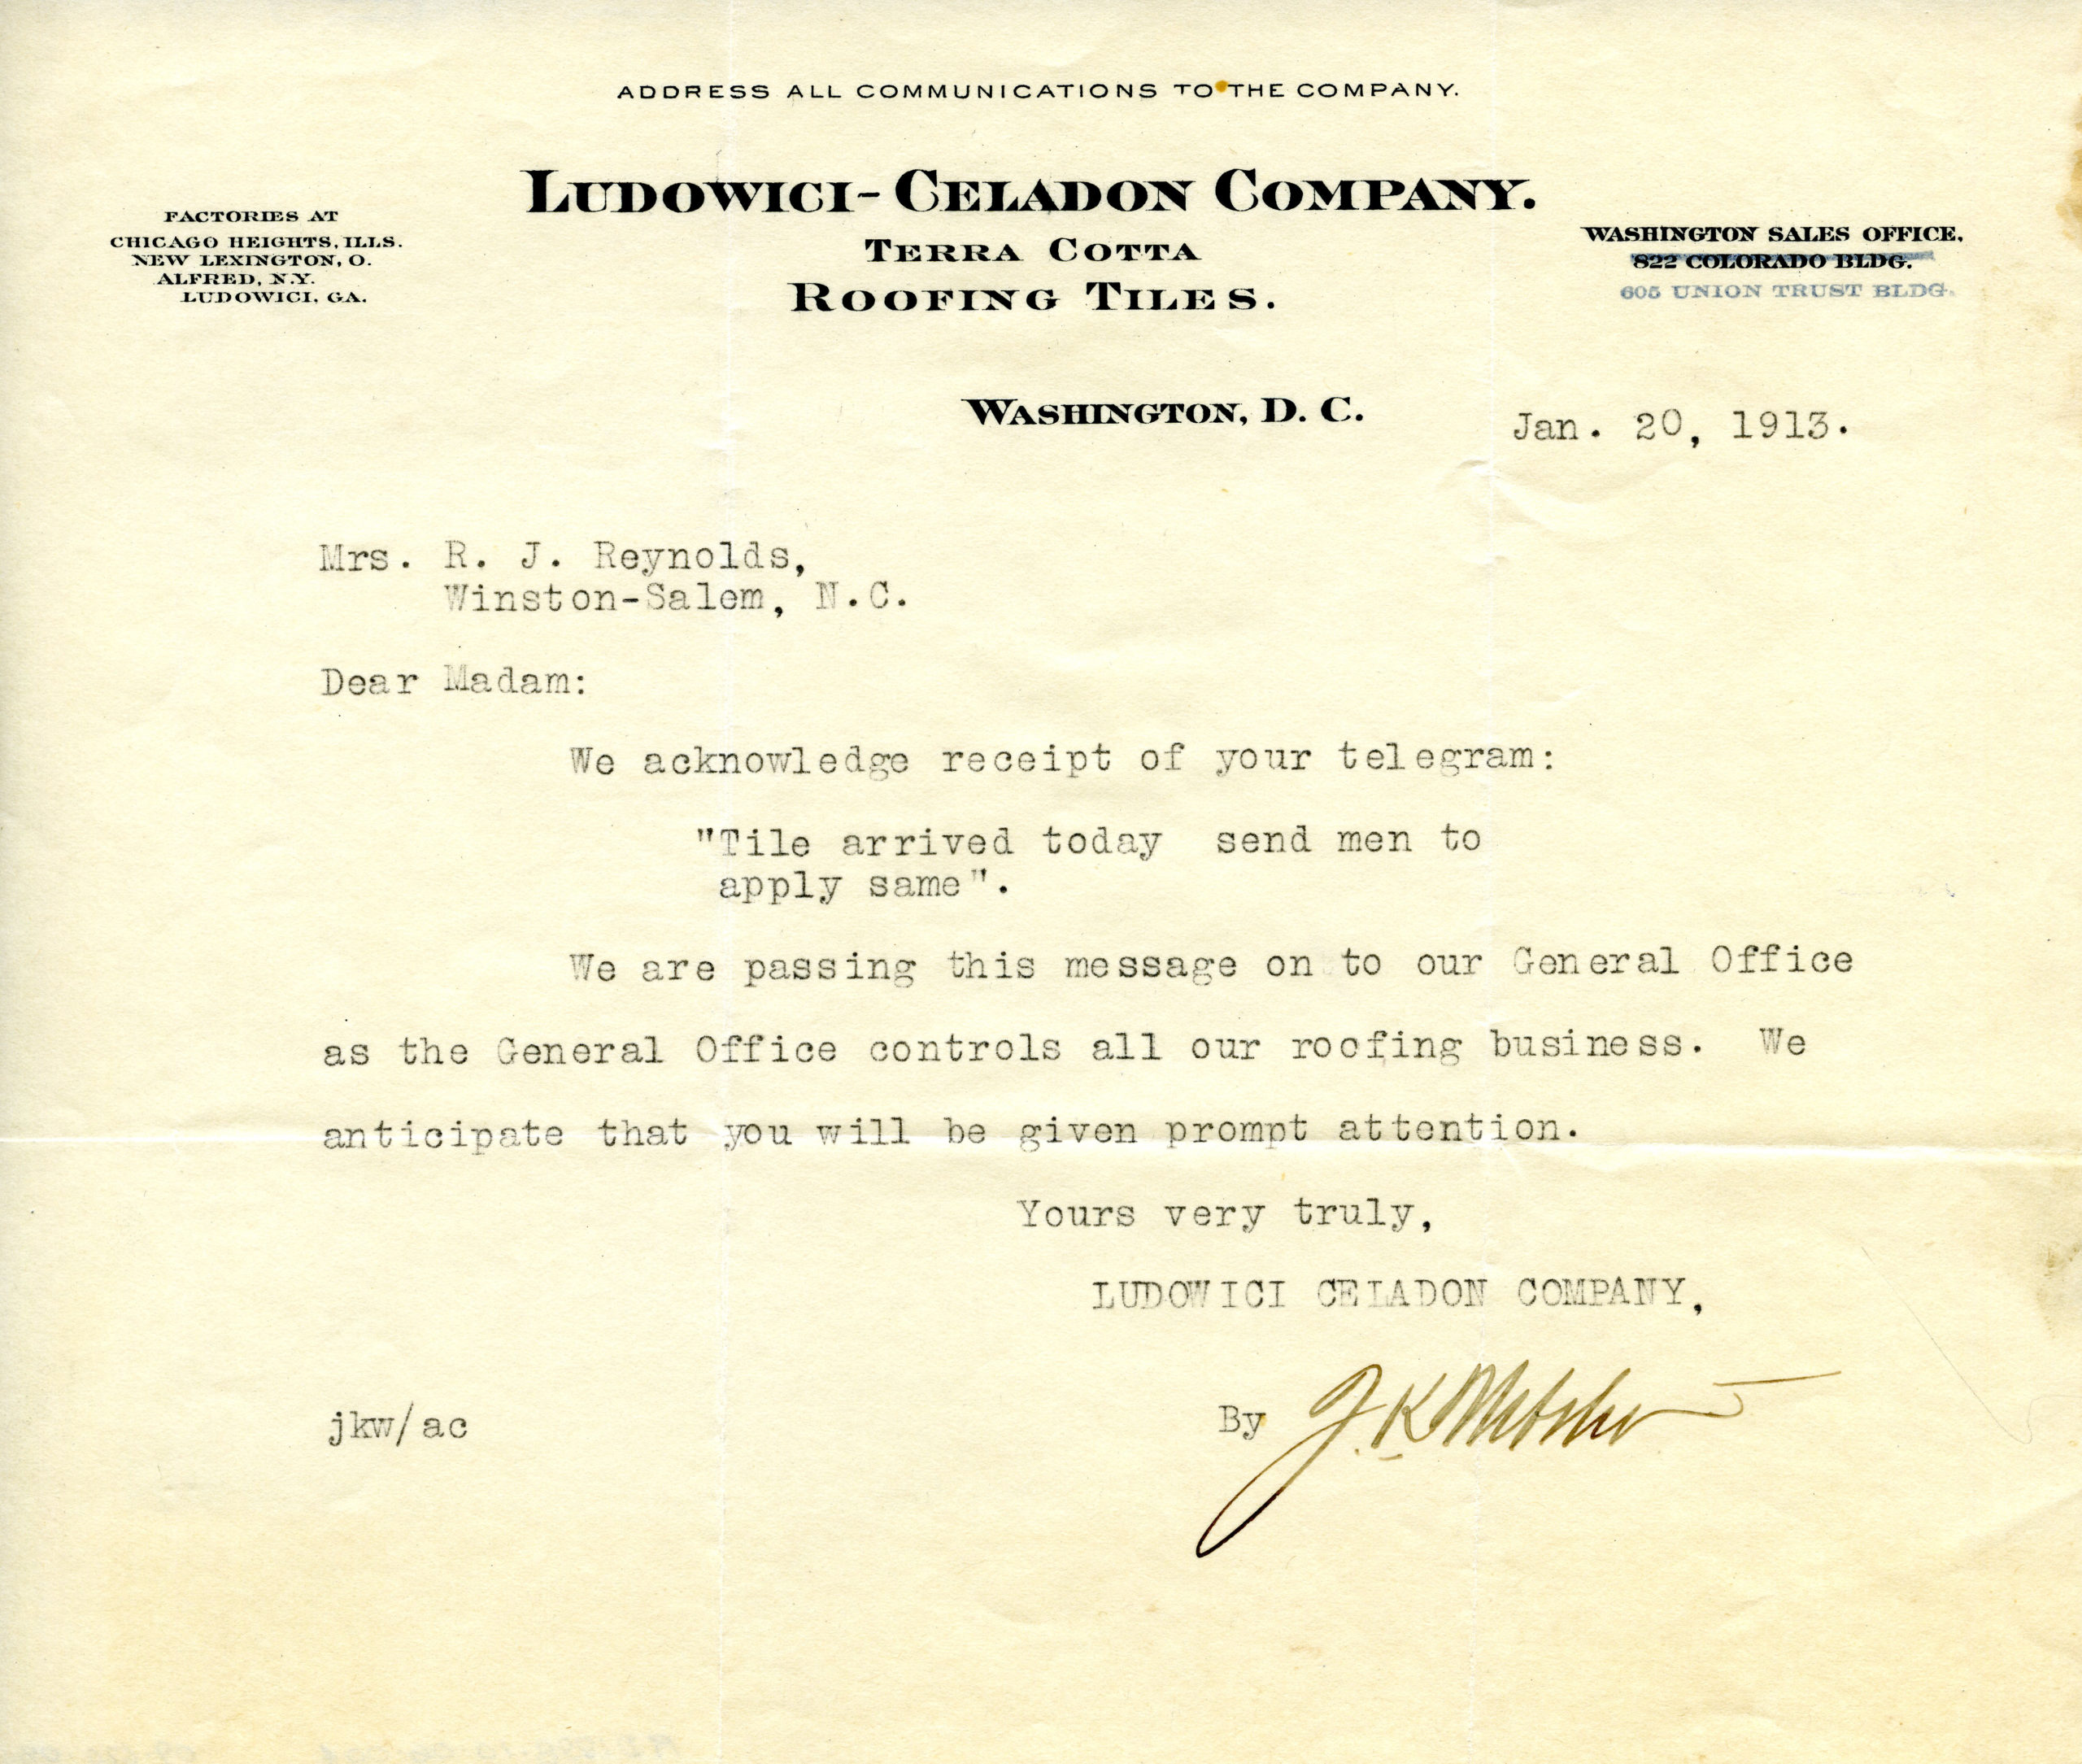 ADDRESS ALL COMMUNICATIONS TO THE COMPANY.
LUDOWICI-CELADON COMPANY.
TERRA COTTA
ROOFING TILES.
FACTORIES AT
CHICAGO HEIGHTS, ILLS.
NEW LEXINGTON, O.
ALFRED, N.Y.
LUDOWICI, GA.
WASHINGTON SALES OFFICE,
822 COLORADO BLDG.
605 UNION TRUST BLDG.
WASHINGTON, D. C.
Jan. 20, 1913.
Mrs. R. J. Reynolds,
Winston-Salem, N.C.
Dear Madam:
We acknowledge receipt of your telegram:
"Tile arrived today send men to
apply same".
We are passing this message on to our General Office
as the General Office controls all our roofing business. We
anticipate that you will be given prompt attention.
Yours very truly,
LUDOWICI CELADON COMPANY,
By J. K.
jkw/ac